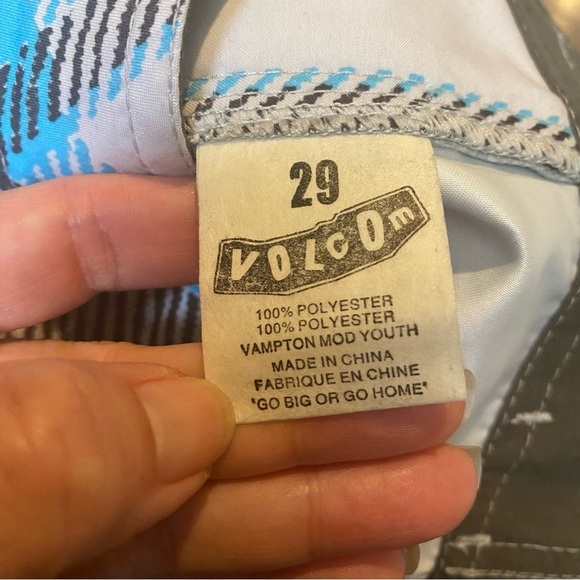 29
VOLCOm
100% POLYESTER
100% POLYESTER
VAMPTON MOD YOUTH
MADE IN CHINA
FABRIQUE EN CHINE
"GO BIG OR GO HOME"